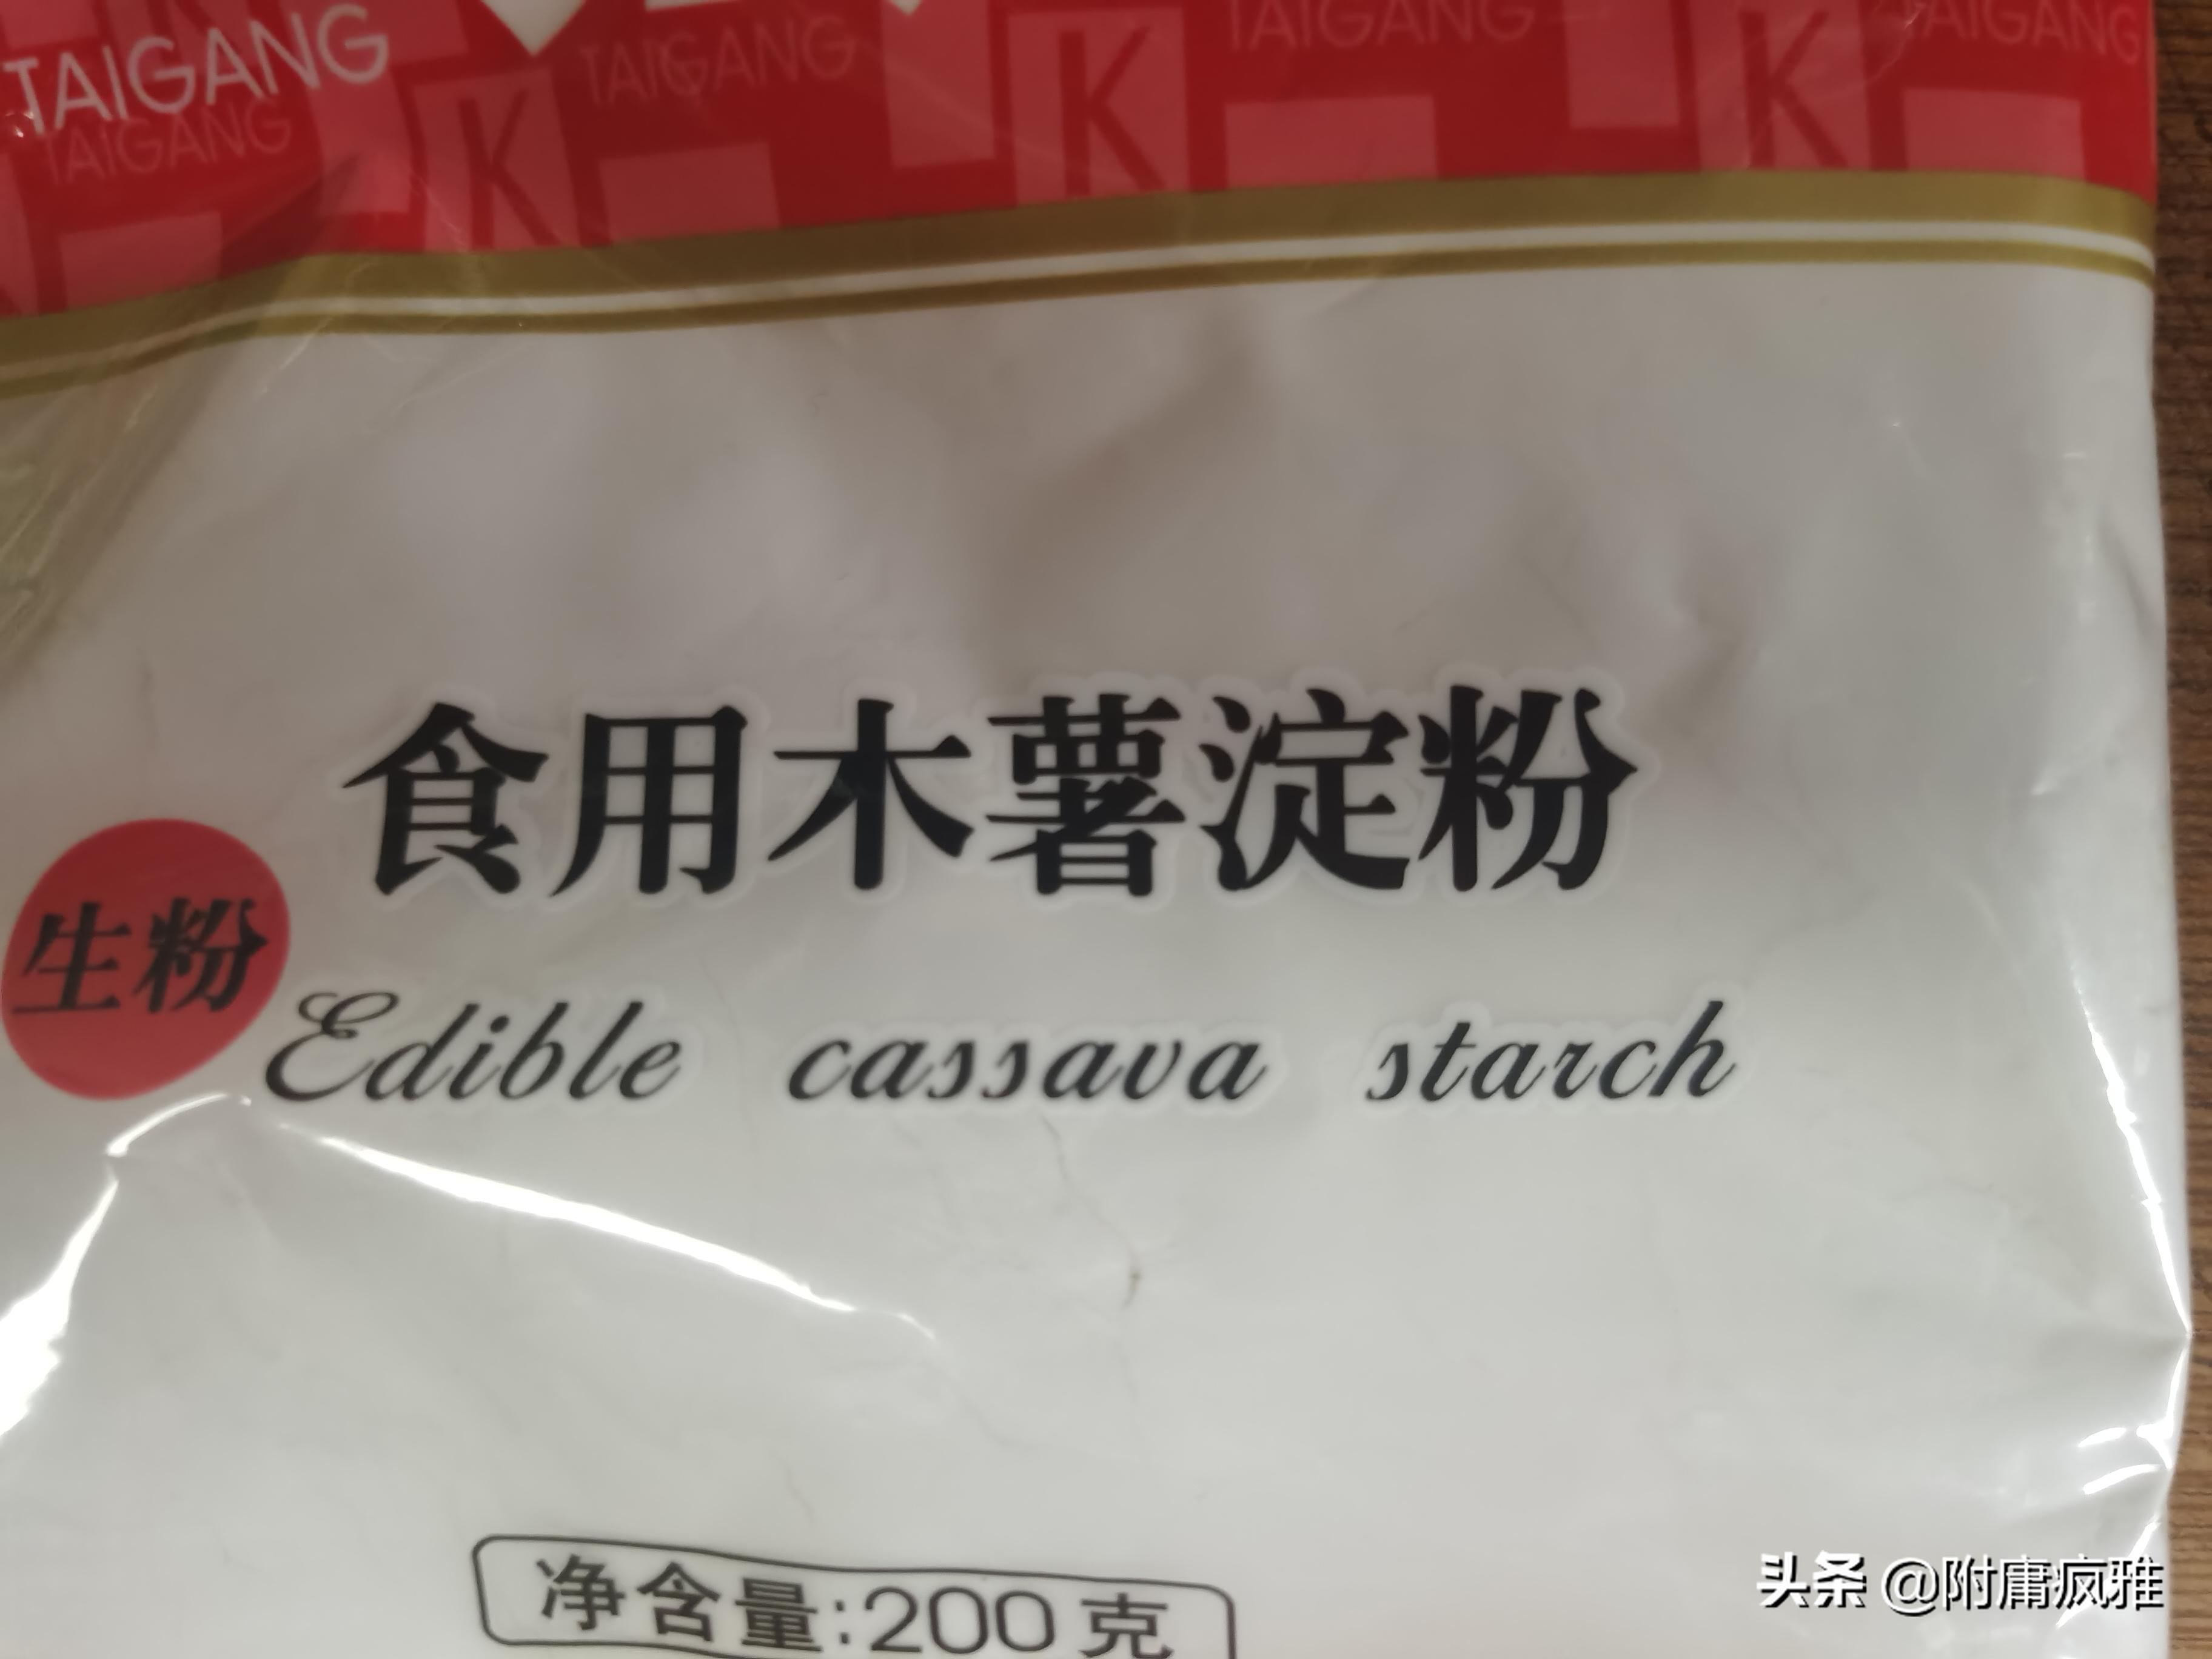 TAIGANG
TAIGANG TAIGANG TAIGANG TAIGANG
K K K
食用木薯淀粉
生粉
Edible cassava starch
净含量:200克
头条 @附庸疯雅